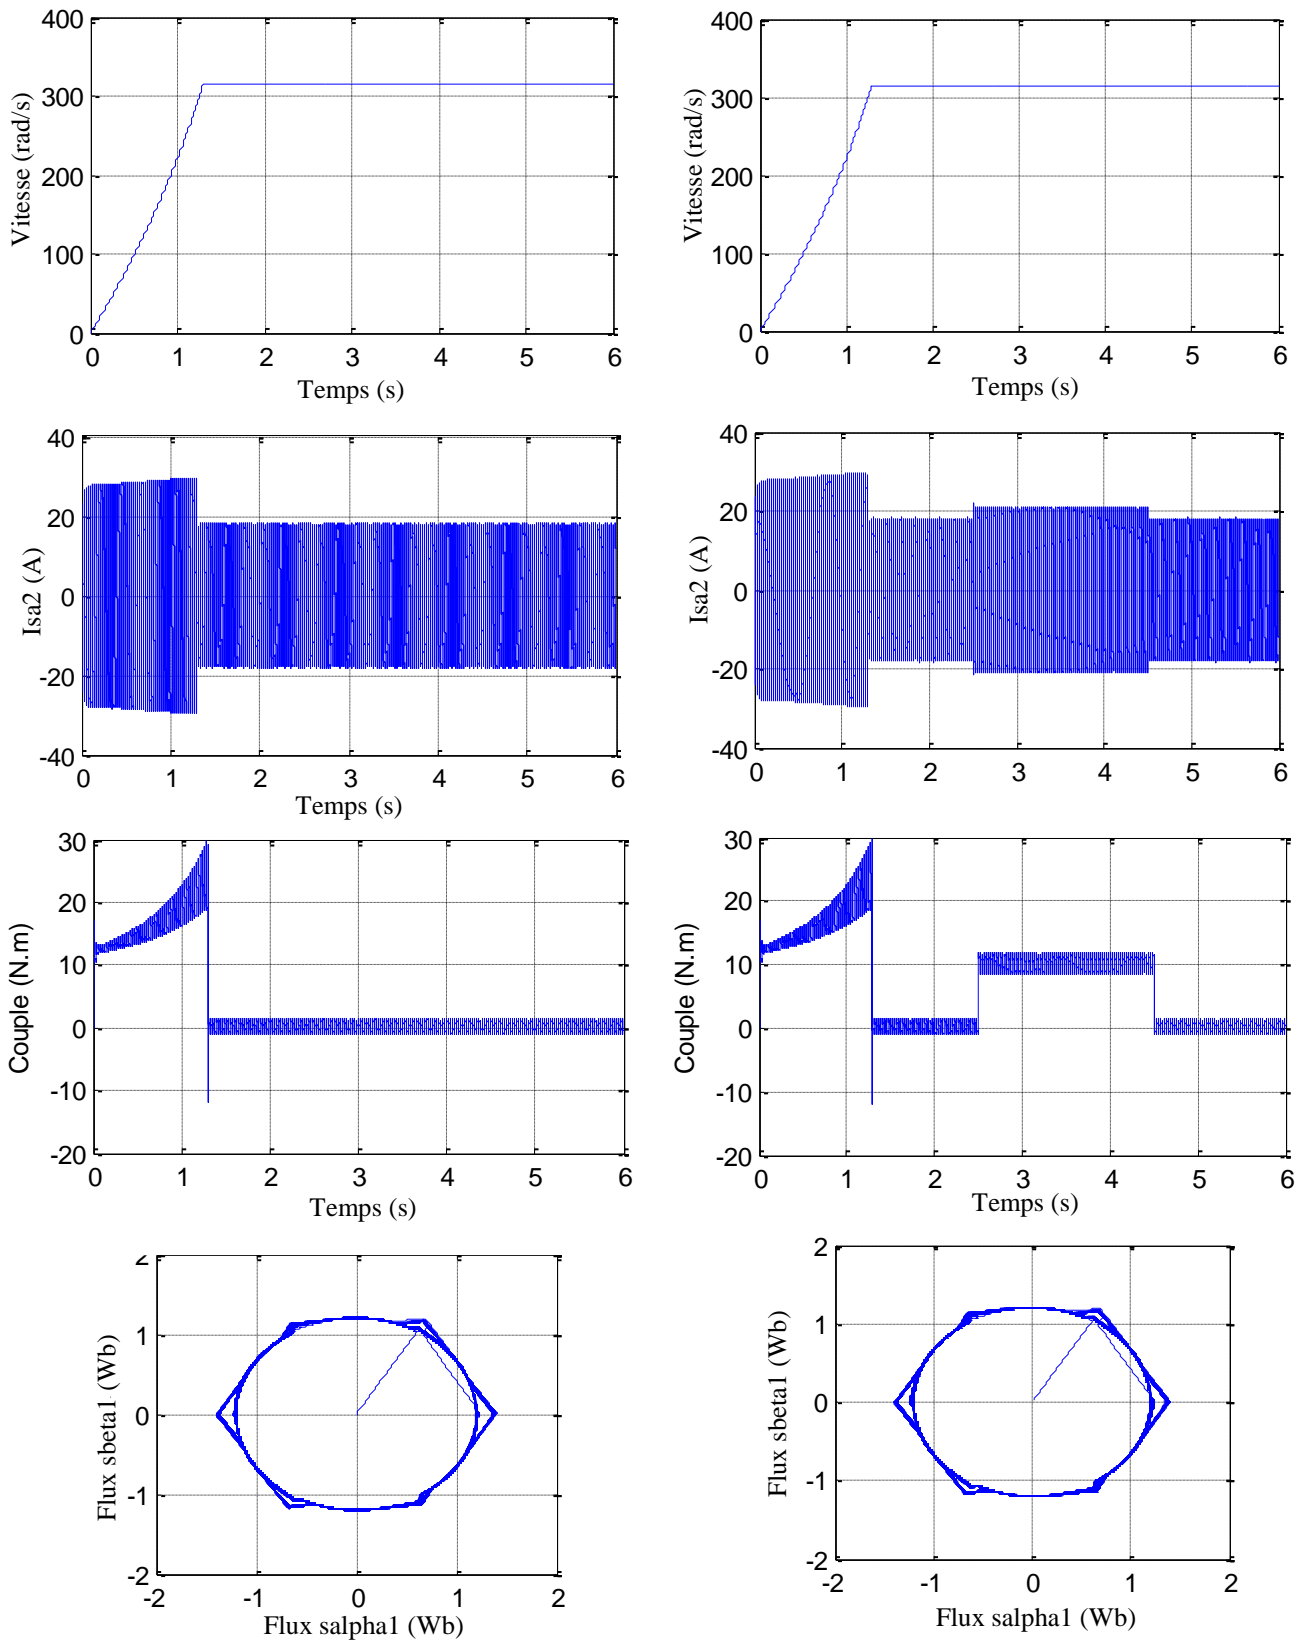 400
300
200
100
0
Vitesse (rad/s)
0 1 2 3 4 5 6
Temps (s)
400
300
200
100
0
Vitesse (rad/s)
0 1 2 3 4 5 6
Temps (s)
40
20
0
-20
-40
Isa2 (A)
0 1 2 3 4 5 6
Temps (s)
40
20
0
-20
-40
Isa2 (A)
0 1 2 3 4 5 6
30
20
10
0
-10
-20
Couple (N.m)
0 1 2 3 4 5 6
Temps (s)
30
20
10
0
-10
-20
Couple (N.m)
0 1 2 3 4 5 6
Temps (s)
2
1
0
-1
-2
Flux sbeta1 (Wb)
-2 -1 0 1 2
Flux salpha1 (Wb)
2
1
0
-1
-2
Flux sbeta1 (Wb)
-2 -1 0 1 2
Flux salpha1 (Wb)